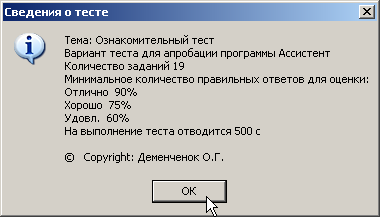 Сведения о тесте
Тема: Ознакомительный тест
Вариант теста для апробации программы Ассистент
Количество заданий 19
Минимальное количество правильных ответов для оценки:
Отлично 90%
Хорошо 75%
Удовл. 60%
На выполнение теста отводится 500 с
© Copyright: Деменченок О.Г.
OK